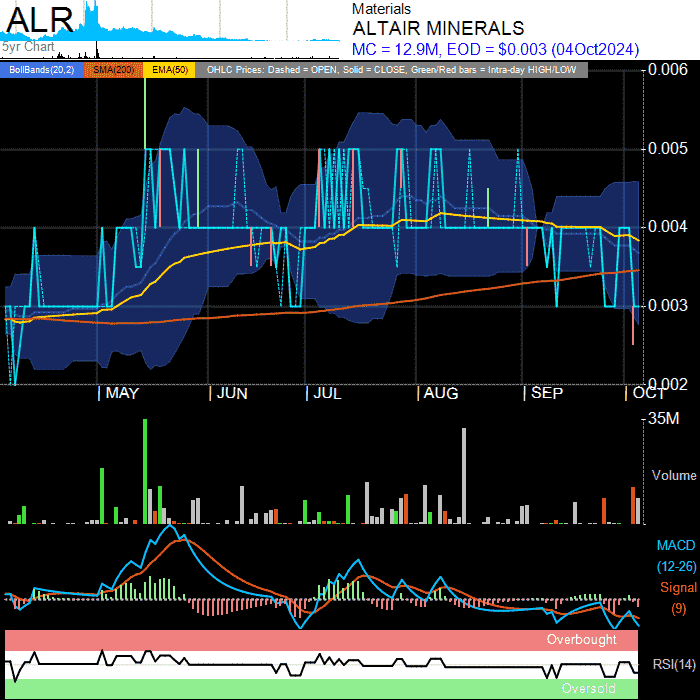 ALR
5yr Chart
Materials
ALTAIR MINERALS
MC = 12.9M, EOD = $0.003 (04Oct2024)
BollBands(20,2) SMA(200) EMA(50) OHLC Prices: Dashed = OPEN, Solid = CLOSE, Green/Red bars = Intra-day HIGH/LOW
0.006
0.005
0.004
0.003
0.002
MAY JUN JUL AUG SEP OCT
35M
Volume
MACD
(12-26)
Signal
(9)
Overbought
RSI(14)
Oversold